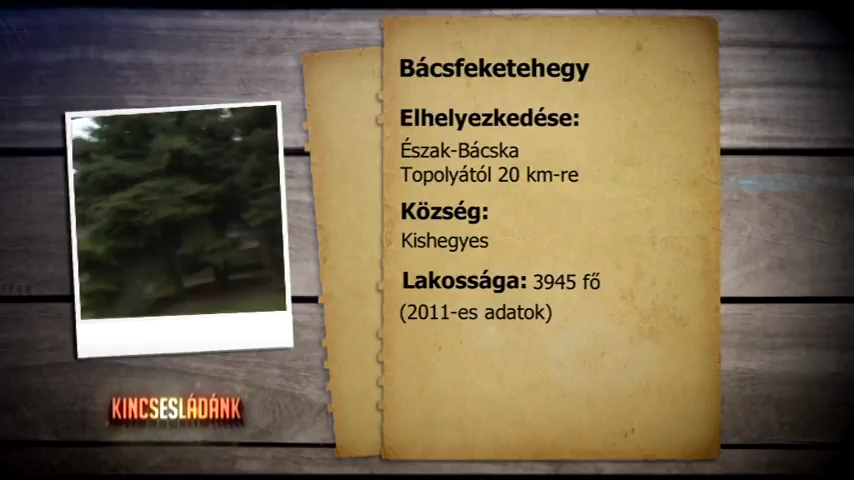 Bácsfeketehegy
Elhelyezkedése:
Észak-Bácska
Topolyától 20 km-re
Község:
Kishegyes
Lakossága: 3945 fő
(2011-es adatok)
KINCSESLÁDÁNK